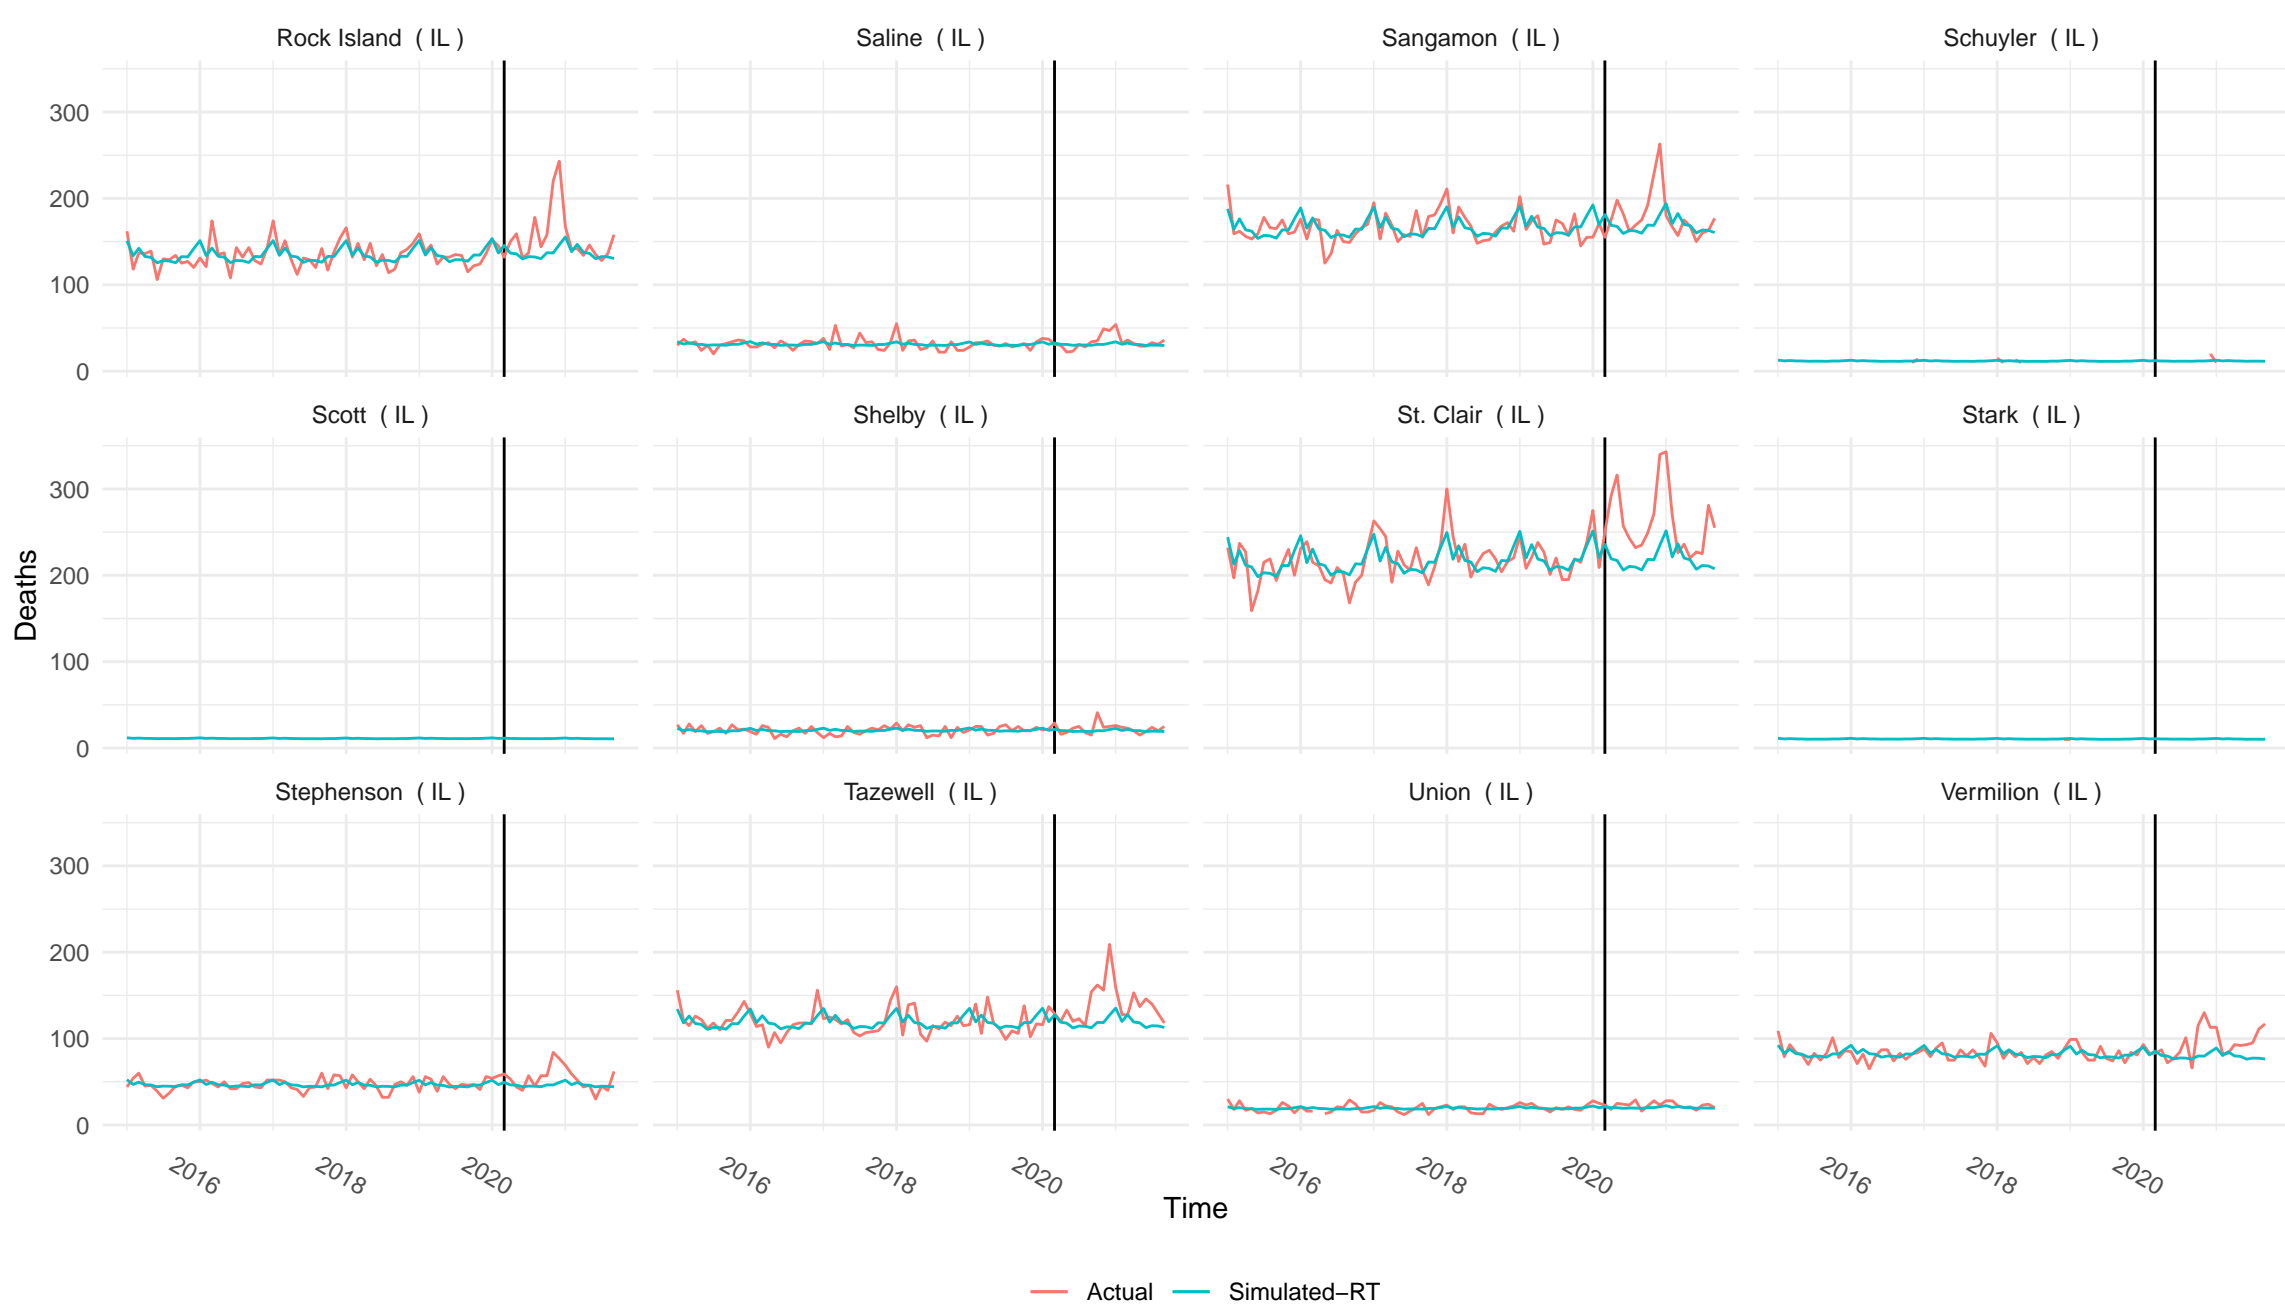 Rock Island ( IL )
Saline ( IL )
Sangamon ( IL )
Schuyler ( IL )
300
200
100
0
Scott ( IL )
Shelby ( IL )
St. Clair ( IL )
Stark ( IL )
300
200
100
0
Deaths
Stephenson ( IL )
Tazewell ( IL )
Union ( IL )
Vermilion ( IL )
300
200
100
0
2016 2018 2020
2016 2018 2020
2016 2018 2020
2016 2018 2020
Time
Actual Simulated−RT